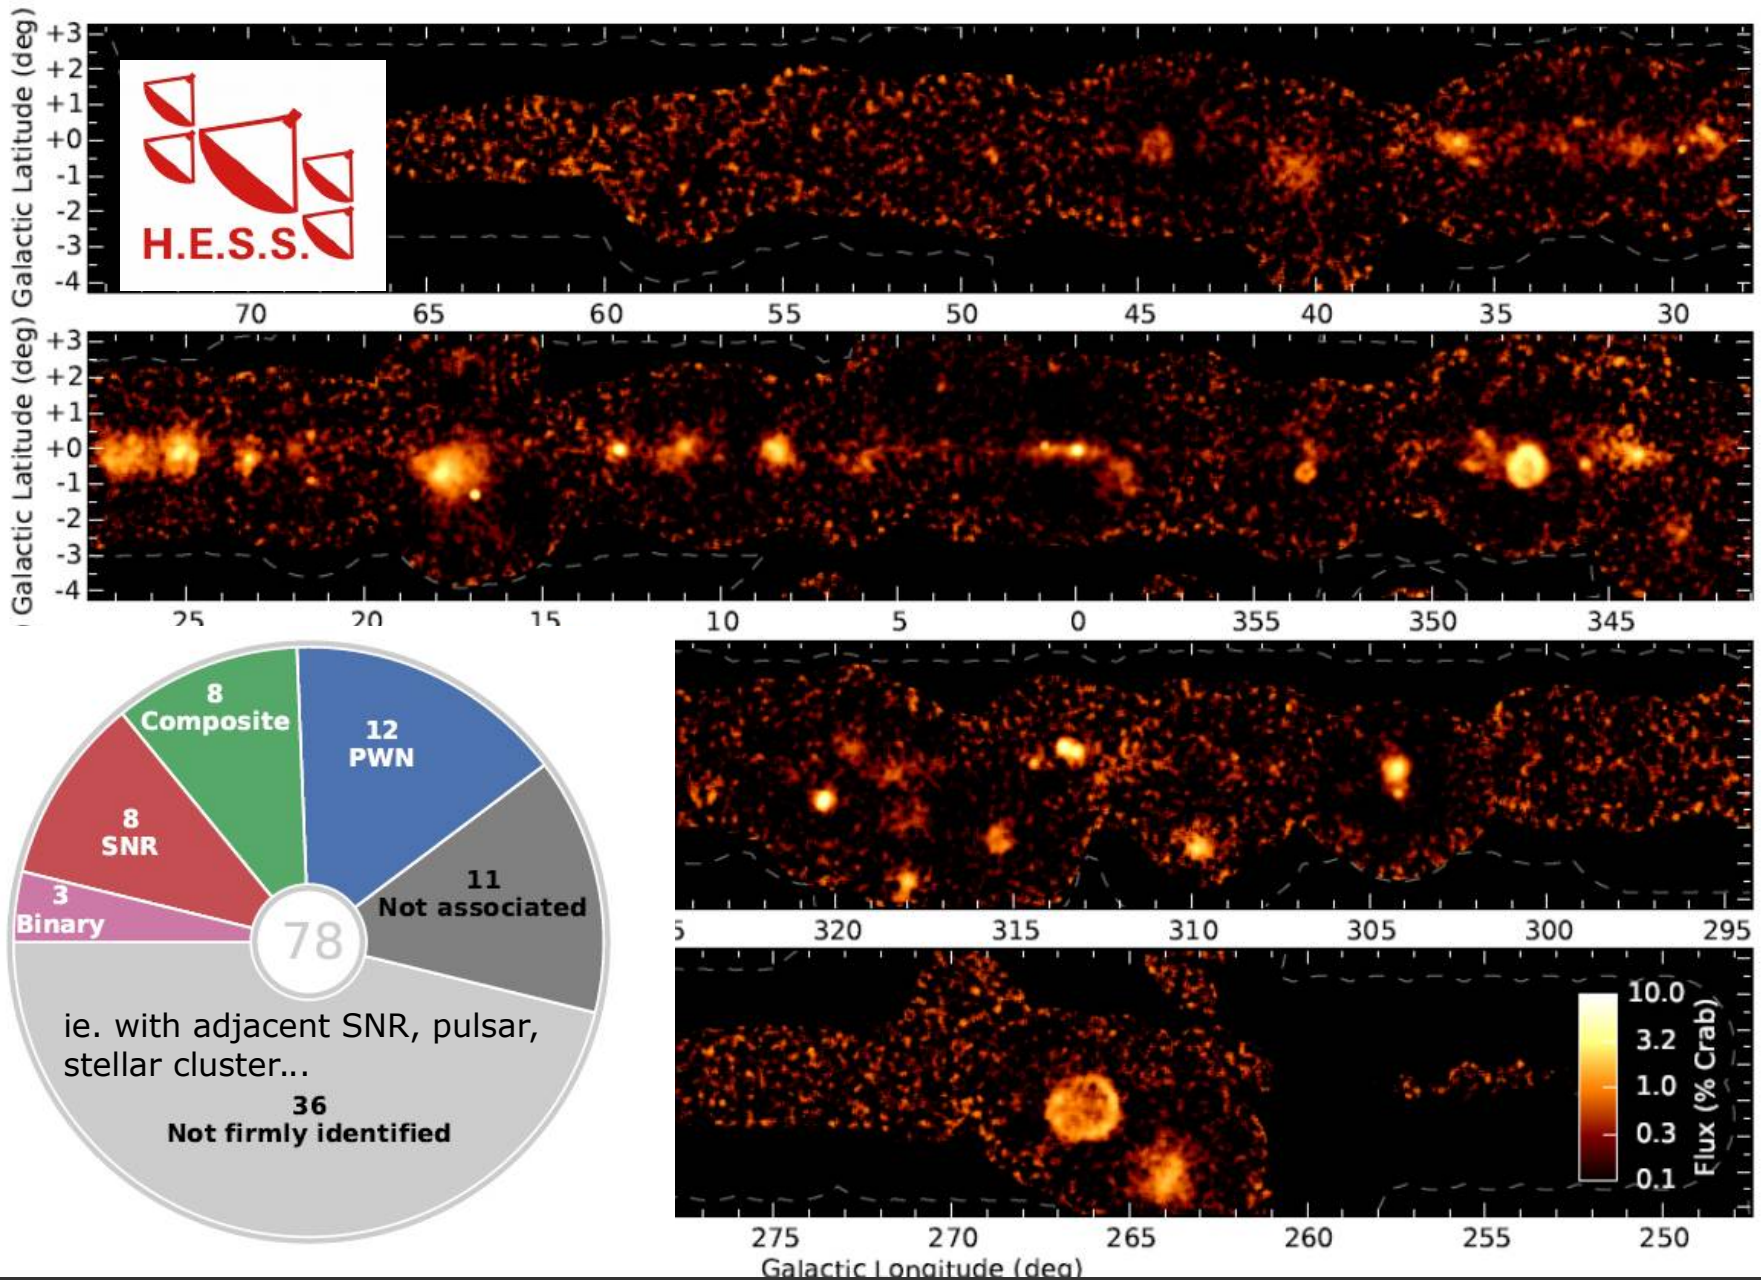 Galactic Latitude (deg)
+3
+2
+1
+0
-1
-2
-3
-4
H.E.S.S.
70 65 60 55 50 45 40 35 30
Galactic Latitude (deg)
+3
+2
+1
+0
-1
-2
-3
-4
25 20 15 10 5 0 355 350 345
8
Composite
12
PWN
8
SNR
3
Binary
11
Not associated
78
ie. with adjacent SNR, pulsar,
stellar cluster...
36
Not firmly identified
5 320 315 310 305 300 295
10.0
3.2
1.0
0.3
0.1
Flux (% Crab)
275 270 265 260 255 250
Galactic Longitude (deg)